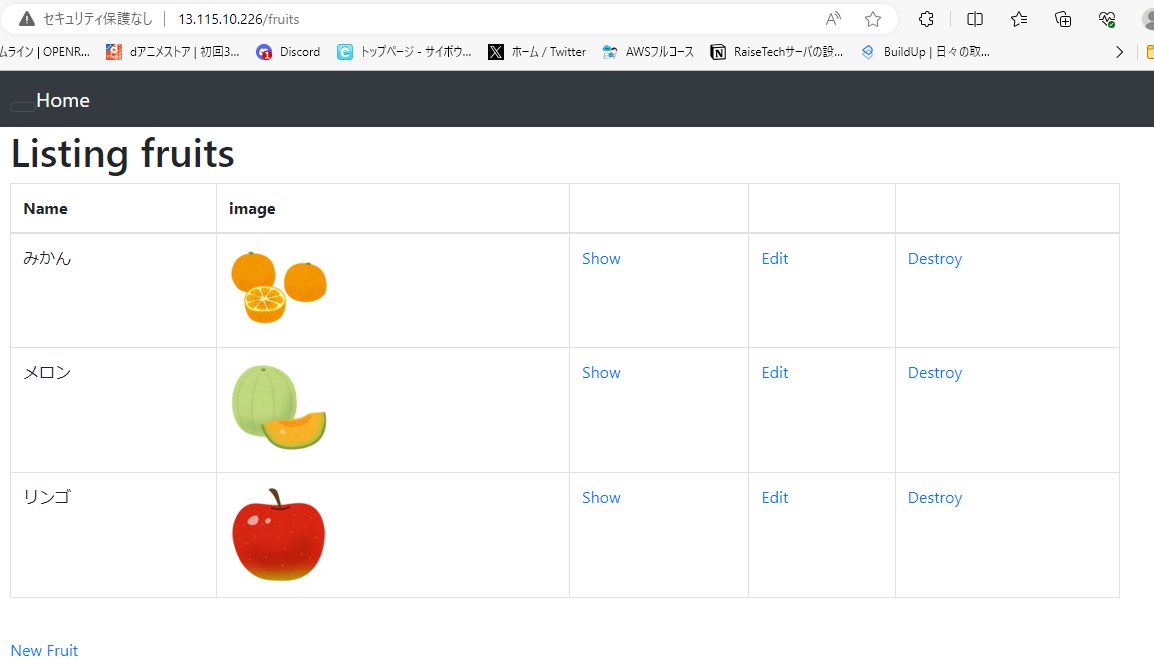 セキュリティ保護なし | 13.115.10.226/fruits
ムライン | OPENR... dアニメストア | 初回3... Discord トップページ - サイボウ... ホーム / Twitter AWSフルコース RaiseTechサーバの設... BuildUp | 日々の取...
Home
Listing fruits
Name image
みかん Show Edit Destroy
メロン Show Edit Destroy
リンゴ Show Edit Destroy
New Fruit